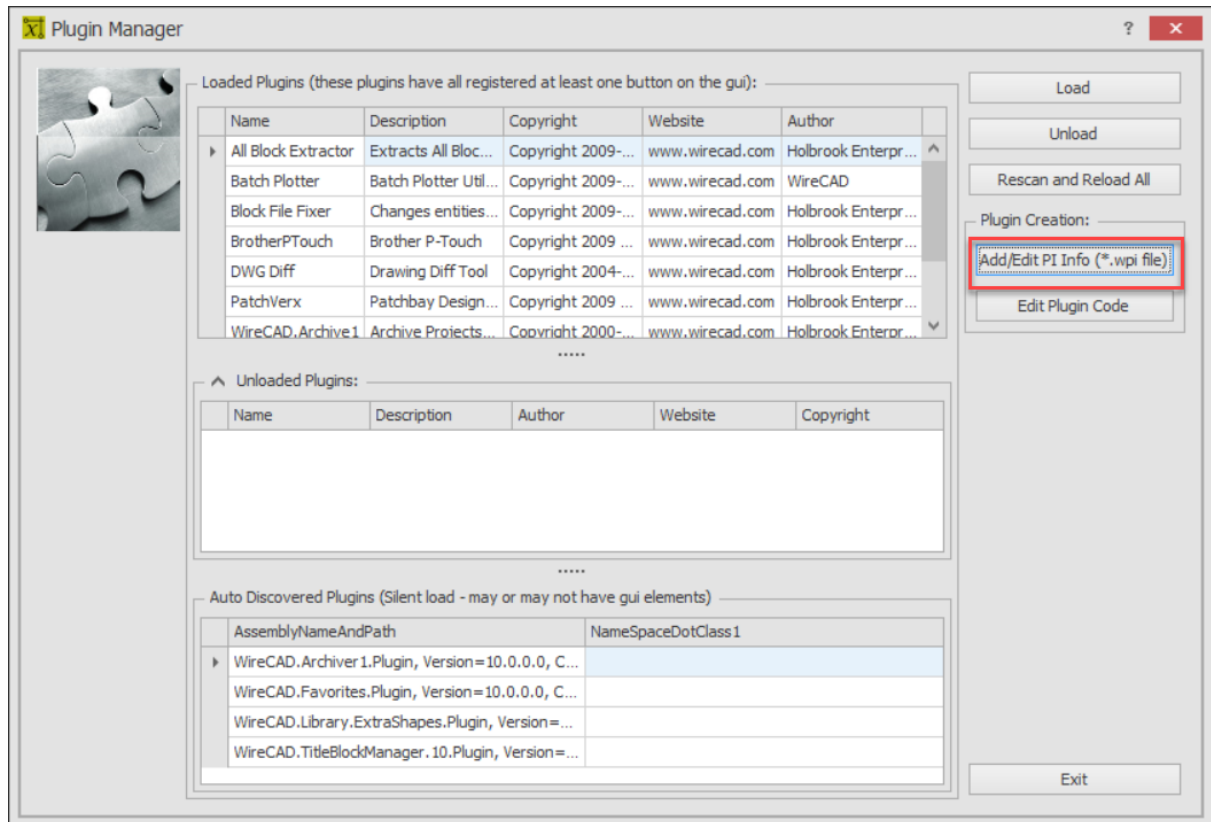 Plugin Manager ?
Loaded Plugins (these plugins have all registered at least one button on the gui):
Name Description Copyright Website Author
All Block Extractor Extracts All Bloc... Copyright 2009-... www.wirecad.com Holbrook Enterpr...
Batch Plotter Batch Plotter Util... Copyright 2009-... www.wirecad.com WireCAD
Block File Fixer Changes entities... Copyright 2009-... www.wirecad.com Holbrook Enterpr...
BrotherPTouch Brother P-Touch Copyright 2009 ... www.wirecad.com Holbrook Enterpr...
DWG Diff Drawing Diff Tool Copyright 2004-... www.wirecad.com Holbrook Enterpr...
PatchVerx Patchbay Design... Copyright 2009 ... www.wirecad.com Holbrook Enterpr...
WireCAD.Archive1 Archive Projects... Copyright 2000-... www.wirecad.com Holbrook Enterpr...
Unloaded Plugins:
Name Description Author Website Copyright
Auto Discovered Plugins (Silent load - may or may not have gui elements)
AssemblyNameAndPath NameSpaceDotClass1
WireCAD.Archiver1.Plugin, Version=10.0.0.0, C...
WireCAD.Favorites.Plugin, Version=10.0.0.0, C...
WireCAD.Library.ExtraShapes.Plugin, Version=...
WireCAD.TitleBlockManager.10.Plugin, Version=...
Load
Unload
Rescan and Reload All
Plugin Creation:
Add/Edit PI Info (*.wpi file)
Edit Plugin Code
Exit